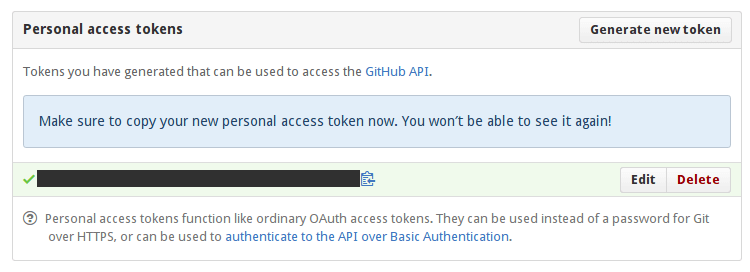 Personal access tokens
Generate new token
Tokens you have generated that can be used to access the GitHub API.
Make sure to copy your new personal access token now. You won’t be able to see it again!
Edit
Delete
Personal access tokens function like ordinary OAuth access tokens. They can be used instead of a password for Git
over HTTPS, or can be used to authenticate to the API over Basic Authentication.